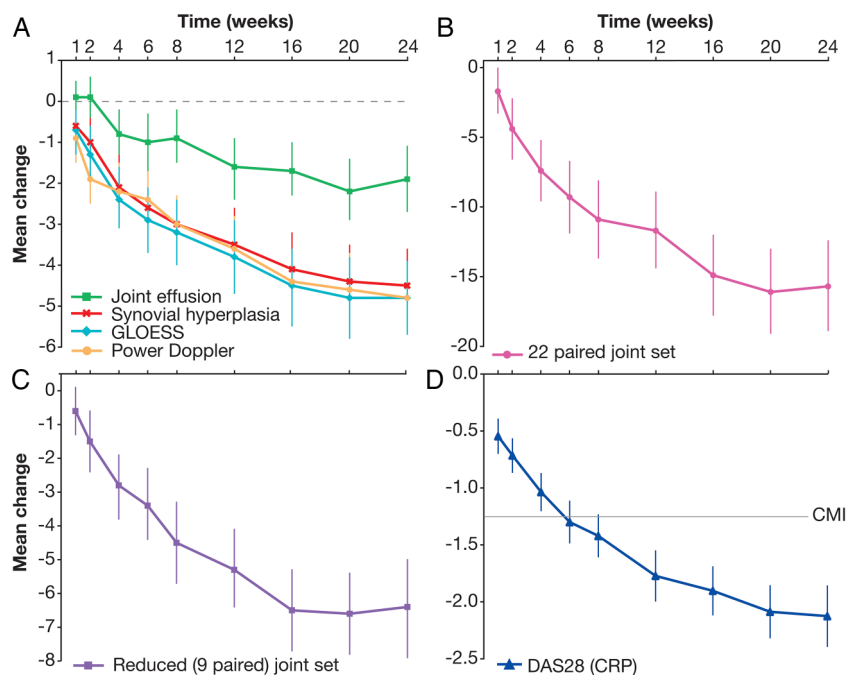 A
Time (weeks)
1 2 4 6 8 12 16 20 24
1
0
-1
-2
-3
-4
-5
-6
Mean change
Joint effusion
Synovial hyperplasia
GLOESS
Power Doppler
B
Time (weeks)
1 2 4 6 8 12 16 20 24
0
-5
-10
-15
-20
22 paired joint set
C
0
-1
-2
-3
-4
-5
-6
-7
-8
Mean change
Reduced (9 paired) joint set
D
0.0
-0.5
-1.0
-1.5
-2.0
-2.5
CMI
DAS28 (CRP)